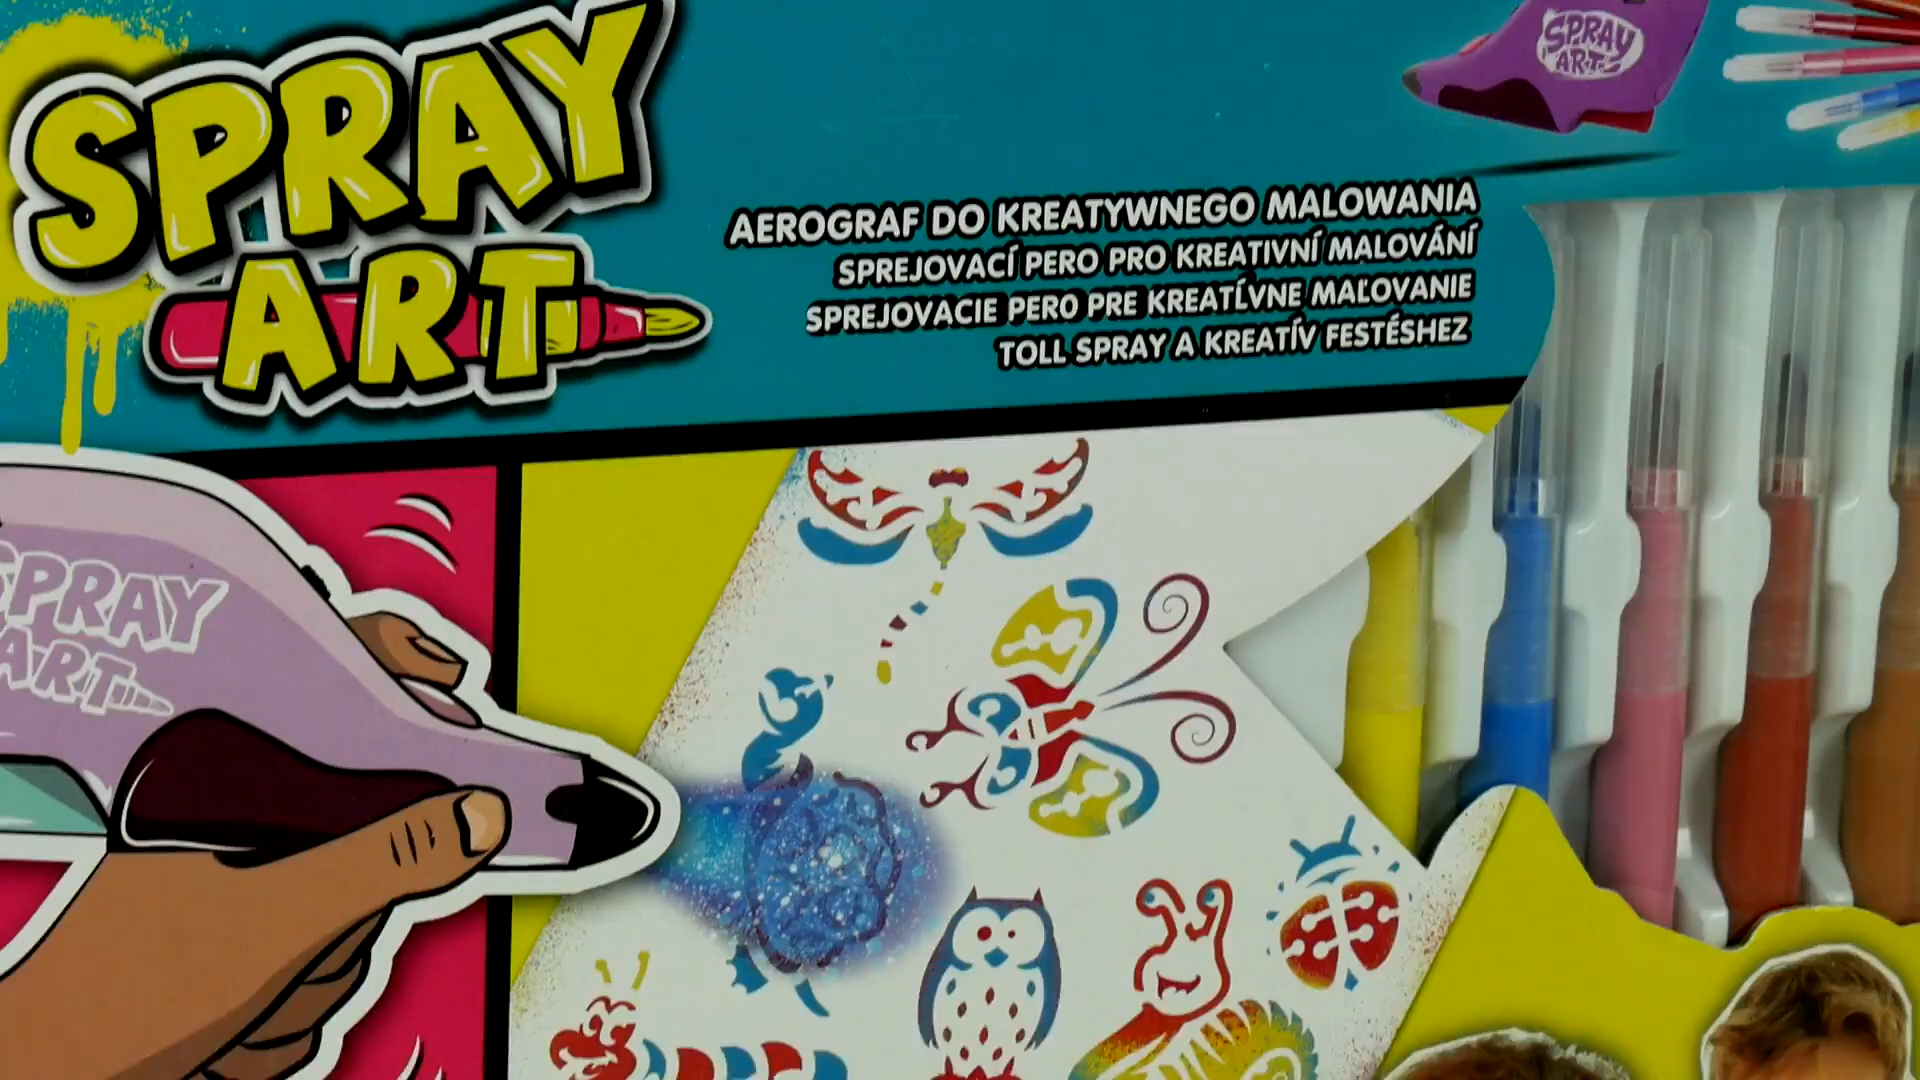 SPRAY
ART
SPRAY
ART
AEROGRAF DO KREATYWNEGO MALOWANIA
SPREJOVACÍ PERO PRO KREATIVNÍ MALOVÁNÍ
SPREJOVACIE PERO PRE KREATÍVNE MAĽOVANIE
TOLL SPRAY A KREATÍV FESTÉSHEZ
SPRAY
ART